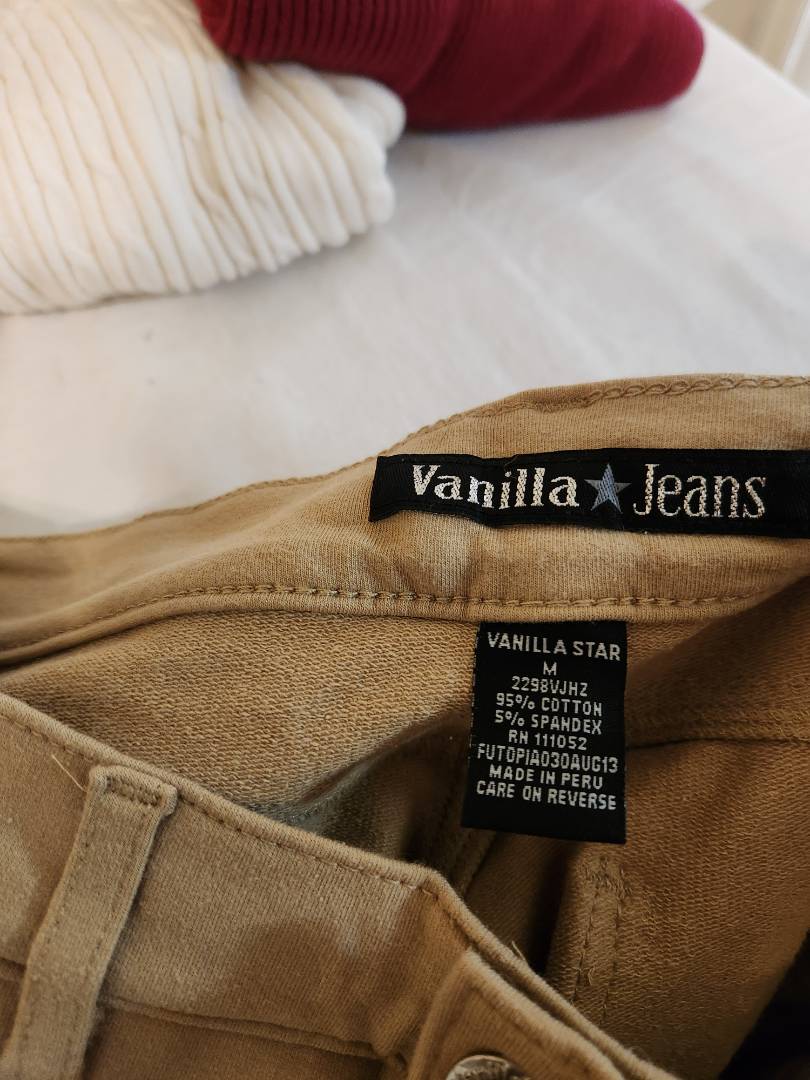 Vanilla Jeans
VANILLA STAR
M
2298VJHZ
95% COTTON
5% SPANDEX
RN 111052
FUTOPIA030AUG13
MADE IN PERU
CARE ON REVERSE